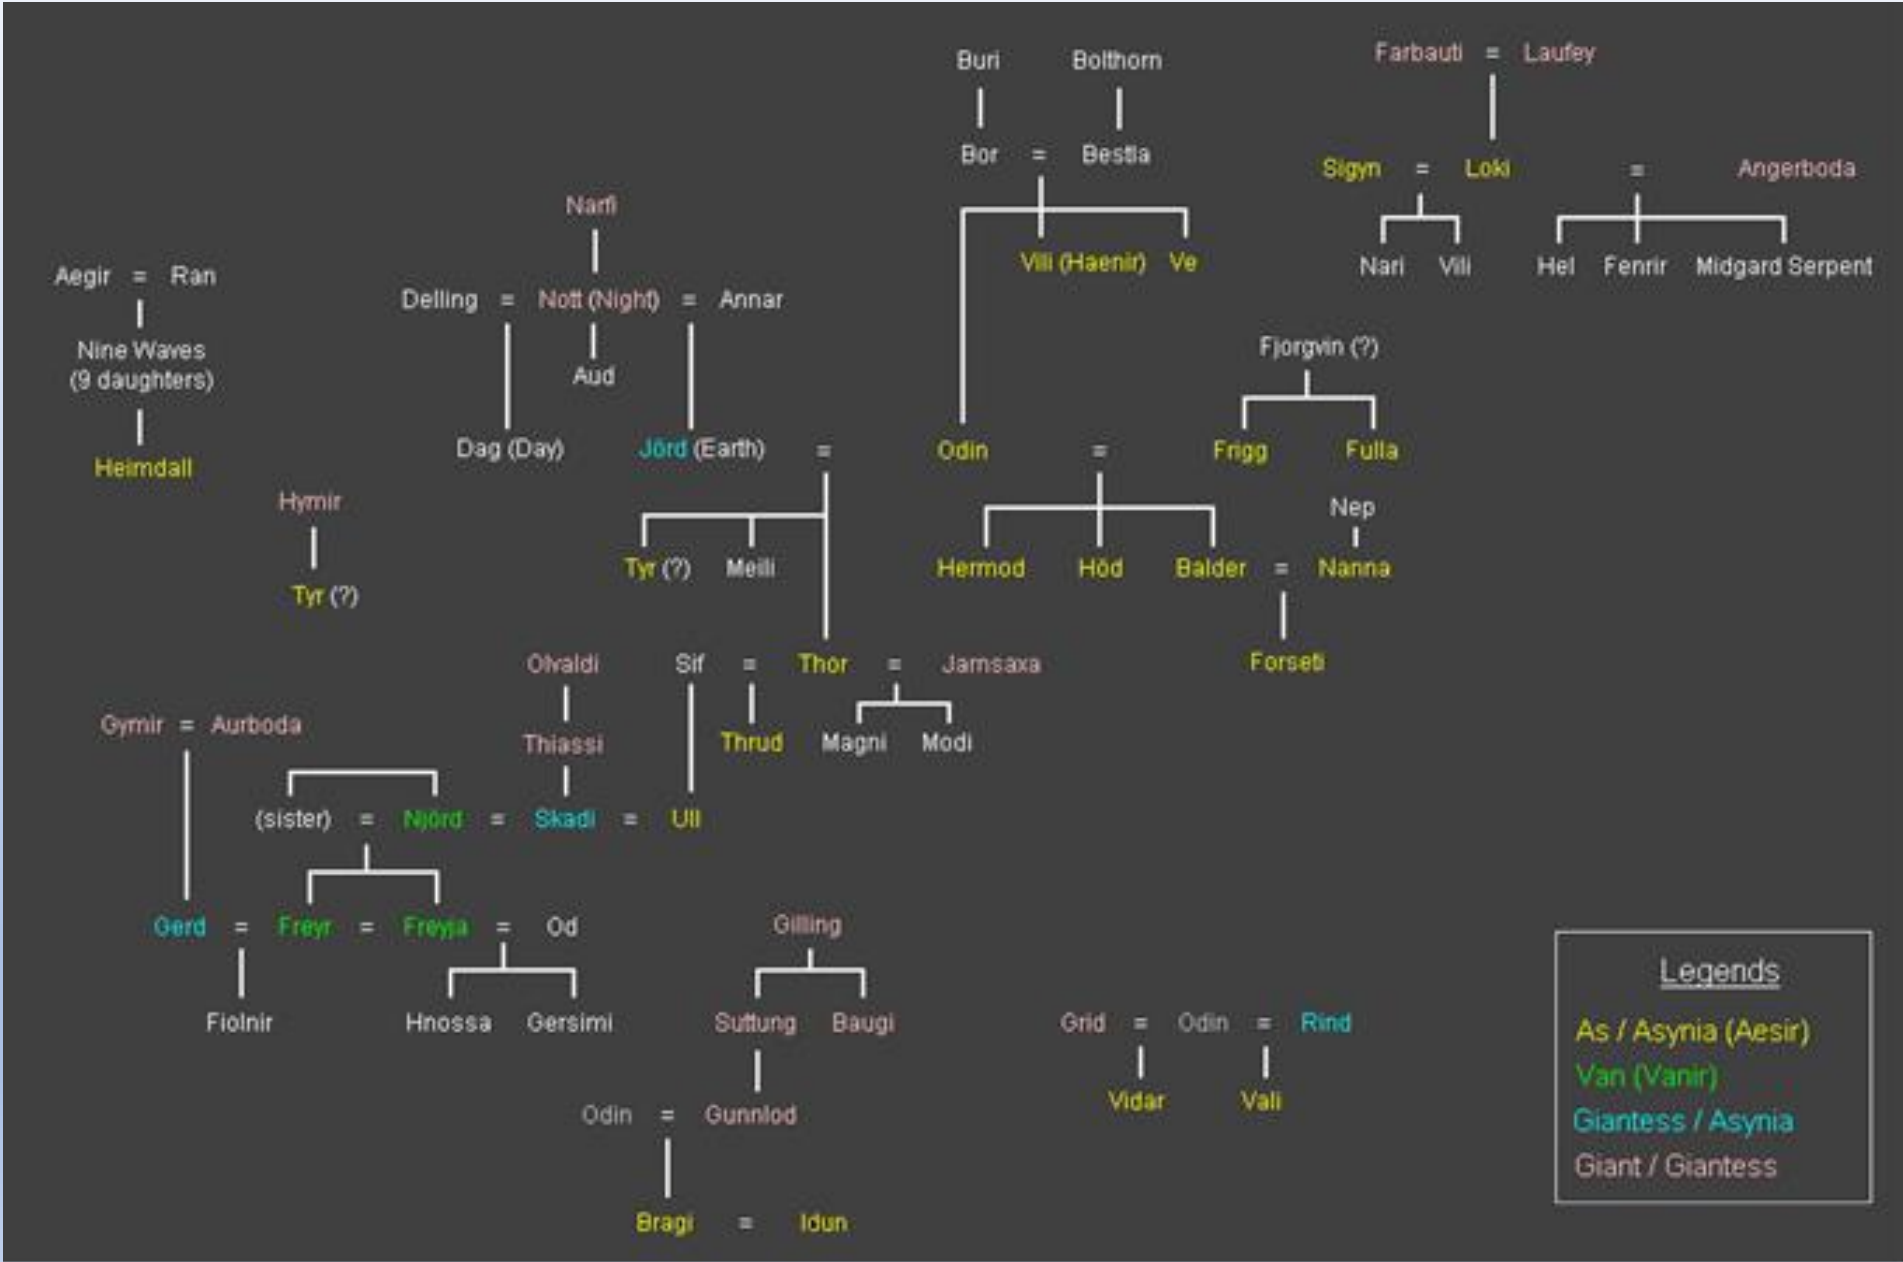 Farbauti = Laufey
Buri Bolthorn
Bor = Bestla
Sigyn = Loki = Angerboda
Narfi
Vili (Haenir) Ve
Nari Vili Hel Fenrir Midgard Serpent
Aegir = Ran
Delling = Nott (Night) = Annar
Nine Waves
(9 daughters)
Fjorgvin (?)
Aud
Dag (Day) Jörd (Earth) = Odin = Frigg Fulla
Heimdall
Hymir
Nep
Tyr (?) Meili Hermod Höd Balder = Nanna
Tyr (?)
Olvaldi Sif = Thor = Jarnsaxa Forseti
Gymir = Aurboda
Thiassi Thrud Magni Modi
(sister) = Njörd = Skadi = Ull
Gerd = Freyr = Freyja = Od Gilling
Fiolnir Hnossa Gersimi Suttung Baugi Grid = Odin = Rind
Vidar Vali
Odin = Gunnlod
Bragi = Idun
Legends
As / Asynia (Aesir)
Van (Vanir)
Giantess / Asynia
Giant / Giantess